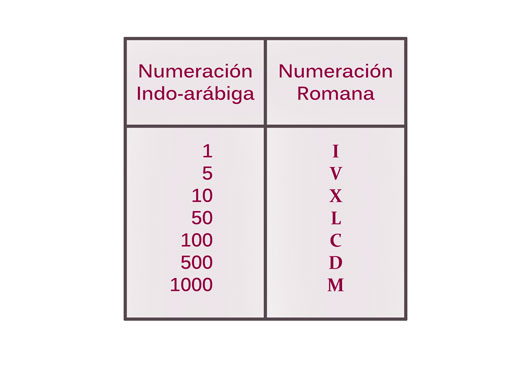 Numeración
Indo-arábiga
Numeración
Romana
1 I
5 V
10 X
50 L
100 C
500 D
1000 M